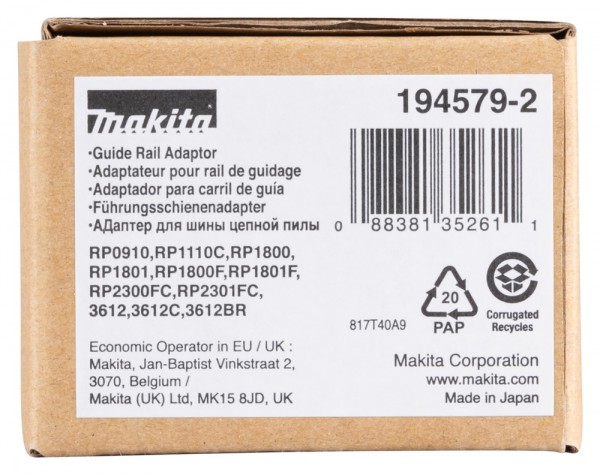 makita
194579-2
•Guide Rail Adaptor
•Adaptateur pour rail de guidage
•Adaptador para carril de guía
•Führungsschienenadapter
•АДаптер для шины цепной пилы
0 88381 35261 1
RP0910,RP1110C,RP1800,
RP1801,RP1800F,RP1801F,
RP2300FC,RP2301FC,
3612,3612C,3612BR
817T40A9
20
PAP
Corrugated
Recycles
Economic Operator in EU / UK :
Makita, Jan-Baptist Vinkstraat 2,
3070, Belgium /
Makita (UK) Ltd, MK15 8JD, UK
Makita Corporation
www.makita.com
Made in Japan